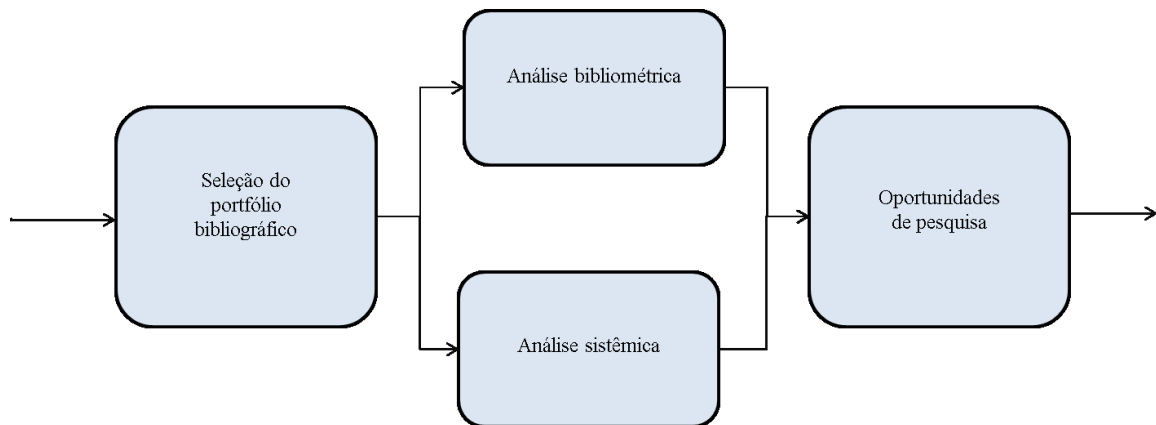 Seleção do
portfólio
bibliográfico
Análise bibliométrica
Análise sistêmica
Oportunidades
de pesquisa